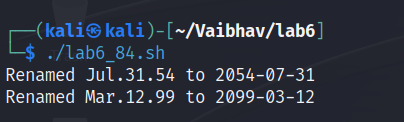 ┌──(kali㉿kali)-[~/Vaibhav/lab6]
└─$ ./lab6_84.sh
Renamed Jul.31.54 to 2054-07-31
Renamed Mar.12.99 to 2099-03-12